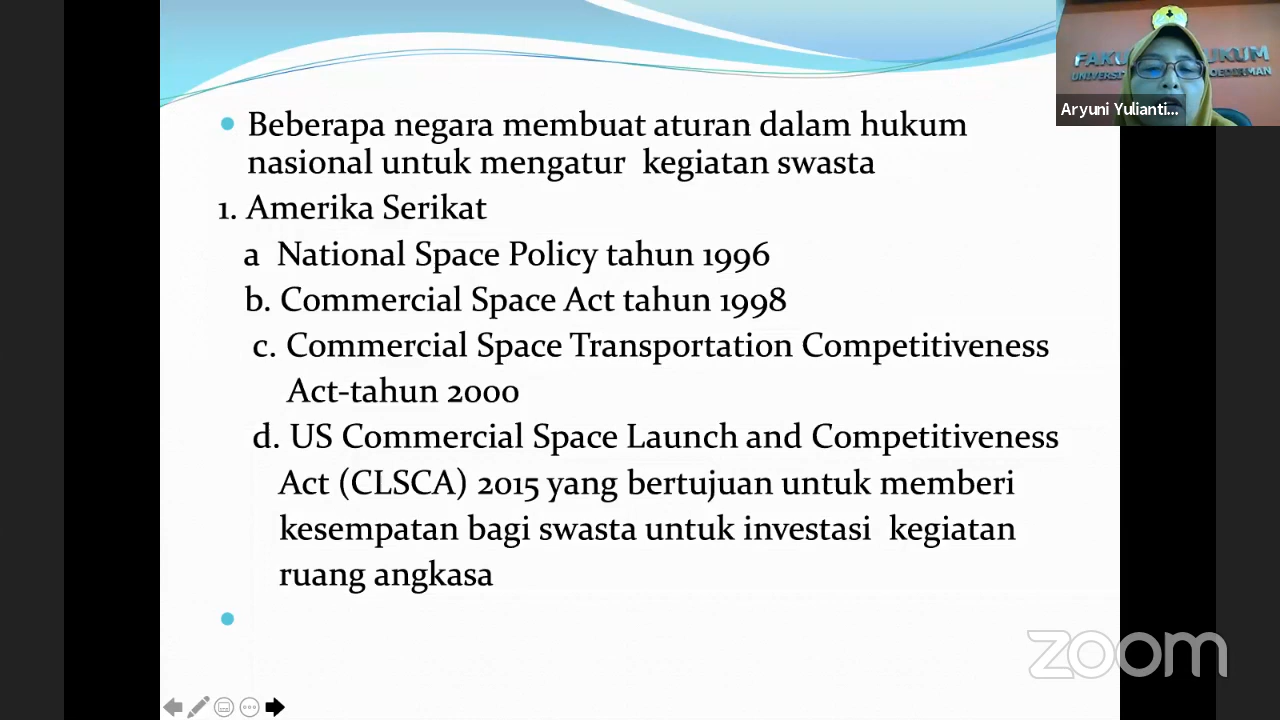 Beberapa negara membuat aturan dalam hukum
nasional untuk mengatur kegiatan swasta
1. Amerika Serikat
a National Space Policy tahun 1996
b. Commercial Space Act tahun 1998
c. Commercial Space Transportation Competitiveness
Act-tahun 2000
d. US Commercial Space Launch and Competitiveness
Act (CLSCA) 2015 yang bertujuan untuk memberi
kesempatan bagi swasta untuk investasi kegiatan
ruang angkasa
Aryuni Yulianti...
zoom